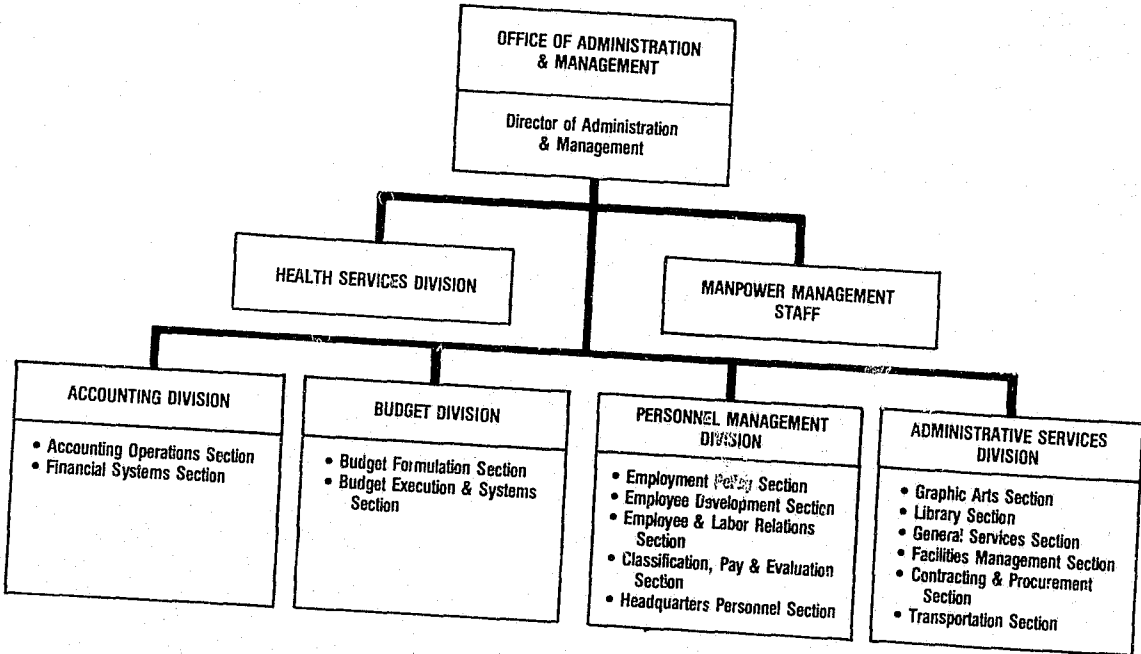 OFFICE OF ADMINISTRATION
& MANAGEMENT
Director of Administration
& Management
HEALTH SERVICES DIVISION
MANPOWER MANAGEMENT
STAFF
ACCOUNTING DIVISION
• Accounting Operations Section
• Financial Systems Section
BUDGET DIVISION
• Budget Formulation Section
• Budget Execution & Systems
Section
PERSONNEL MANAGEMENT
DIVISION
• Employment Policy Section
• Employee Development Section
• Employee & Labor Relations
Section
• Classification, Pay & Evaluation
Section
• Headquarters Personnel Section
ADMINISTRATIVE SERVICES
DIVISION
• Graphic Arts Section
• Library Section
• General Services Section
• Facilities Management Section
• Contracting & Procurement
Section
• Transportation Section